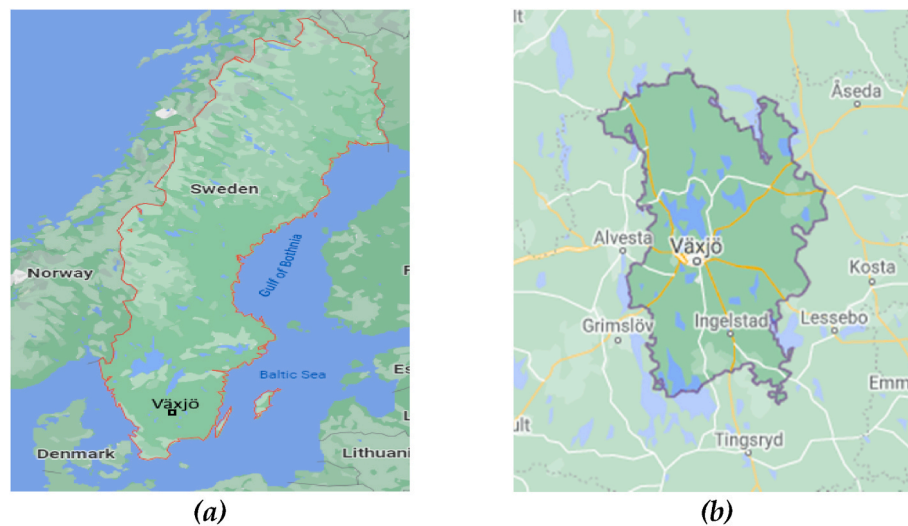 Sweden
Norway
Gulf of Bothnia
Baltic Sea
Växjö
Denmark
Lithuani
F
Es
L
(a)
Åseda
Alvesta
Växjö
Kosta
Grimslöv
Ingelstad
Lessebo
Emm
ult
Tingsryd
(b)